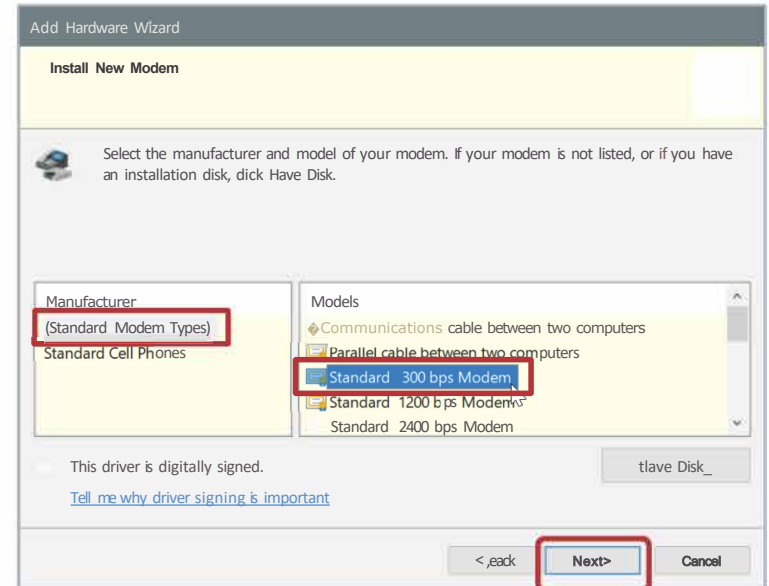 Add Hardware Wizard
Install New Modem
Select the manufacturer and model of your modem. If your modem is not listed, or if you have
an installation disk, dick Have Disk.
Manufacturer
(Standard Modem Types)
Standard Cell Phones
Models
�Communications cable between two computers
Parallel cable between two computers
Standard 300 bps Modem
Standard 1200 bps Modem
Standard 2400 bps Modem
This driver is digitally signed.
tlave Disk_
Tell me why driver signing is important
< ,eack
Next>
Cancel